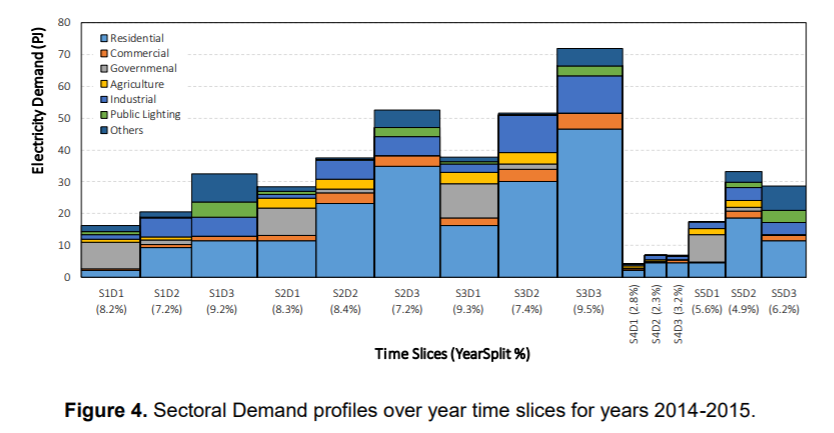 80
70
60
50
40
30
20
10
0
Electricity Demand (PJ)
Residential
Commercial
Governmenal
Agriculture
Industrial
Public Lighting
Others
S1D1 S1D2 S1D3 S2D1 S2D2 S2D3 S3D1 S3D2 S3D3 S4D1 (2.8%) S4D2 (2.3%) S4D3 (3.2%) S5D1 S5D2 S5D3
(8.2%) (7.2%) (9.2%) (8.3%) (8.4%) (7.2%) (9.3%) (7.4%) (9.5%) (5.6%) (4.9%) (6.2%)
Time Slices (YearSplit %)
Figure 4. Sectoral Demand profiles over year time slices for years 2014-2015.